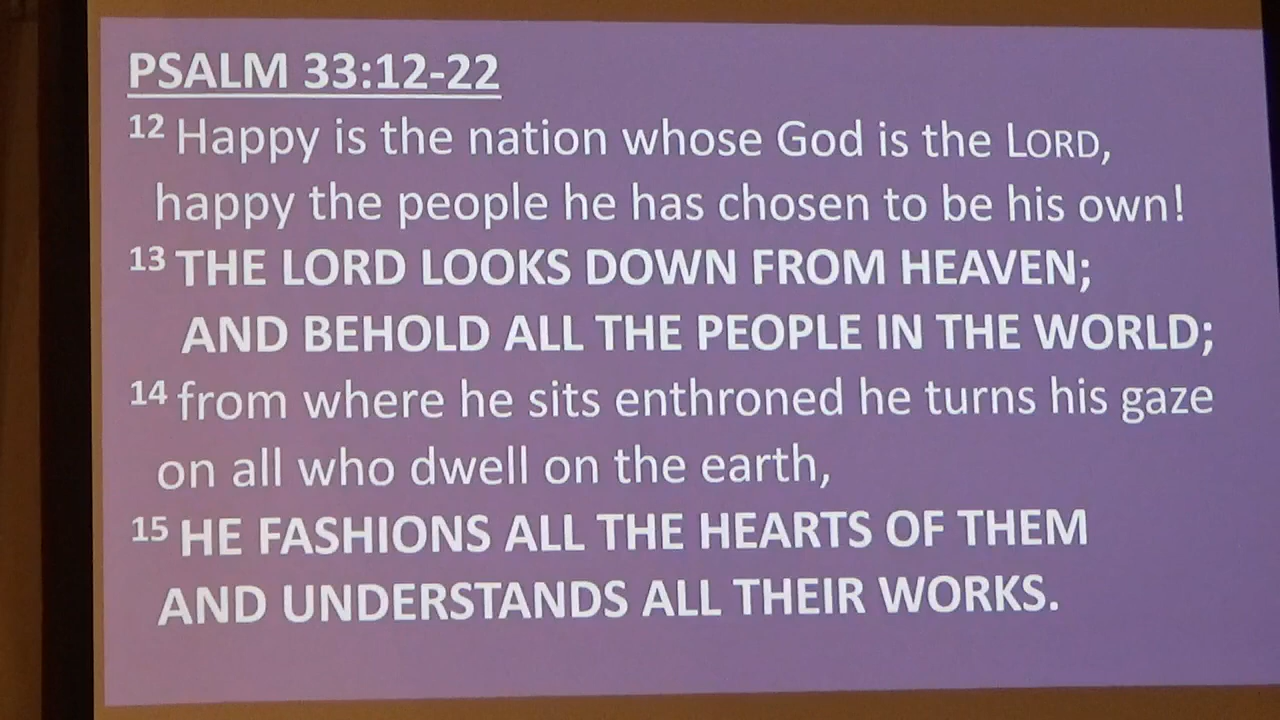 PSALM 33:12-22
12 Happy is the nation whose God is the LORD,
happy the people he has chosen to be his own!
13 THE LORD LOOKS DOWN FROM HEAVEN;
AND BEHOLD ALL THE PEOPLE IN THE WORLD;
14 from where he sits enthroned he turns his gaze
on all who dwell on the earth,
15 HE FASHIONS ALL THE HEARTS OF THEM
AND UNDERSTANDS ALL THEIR WORKS.